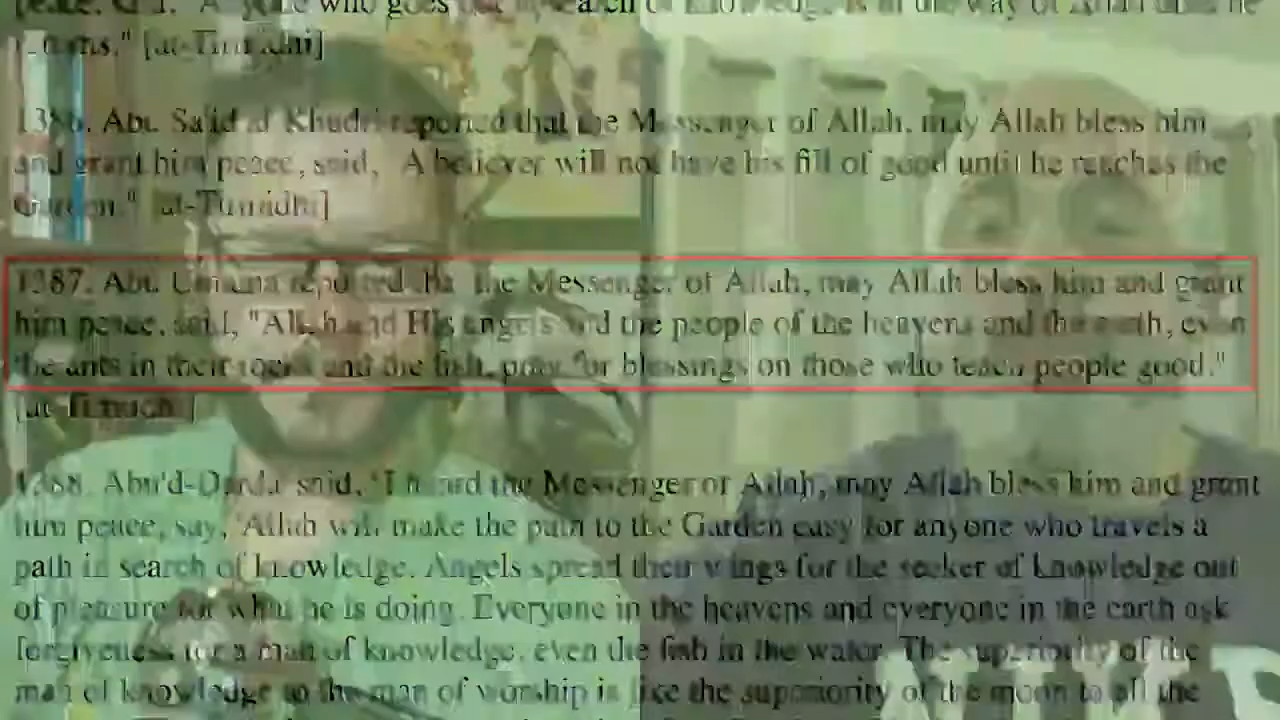 peace, said, "Anyone who goes out in search of knowledge is in the way of Allah until he
returns." [at-Tirmidhi]
1386. Abu Sa'id al-Khudri reported that the Messenger of Allah, may Allah bless him
and grant him peace, said, "A believer will not have his fill of good until he reaches the
Garden." [at-Tirmidhi]
1387. Abu Umama reported that the Messenger of Allah, may Allah bless him and grant
him peace, said, "Allah and His angels and the people of the heavens and the earth, even
the ants in their rocks and the fish, pray for blessings on those who teach people good."
[at-Tirmidhi]
1388. Abu'd-Darda' said, "I heard the Messenger of Allah, may Allah bless him and grant
him peace, say, 'Allah will make the path to the Garden easy for anyone who travels a
path in search of knowledge. Angels spread their wings for the seeker of knowledge out
of pleasure for what he is doing. Everyone in the heavens and everyone in the earth ask
forgiveness for a man of knowledge, even the fish in the water. The superiority of the
man of knowledge to the man of worship is like the superiority of the moon to all the